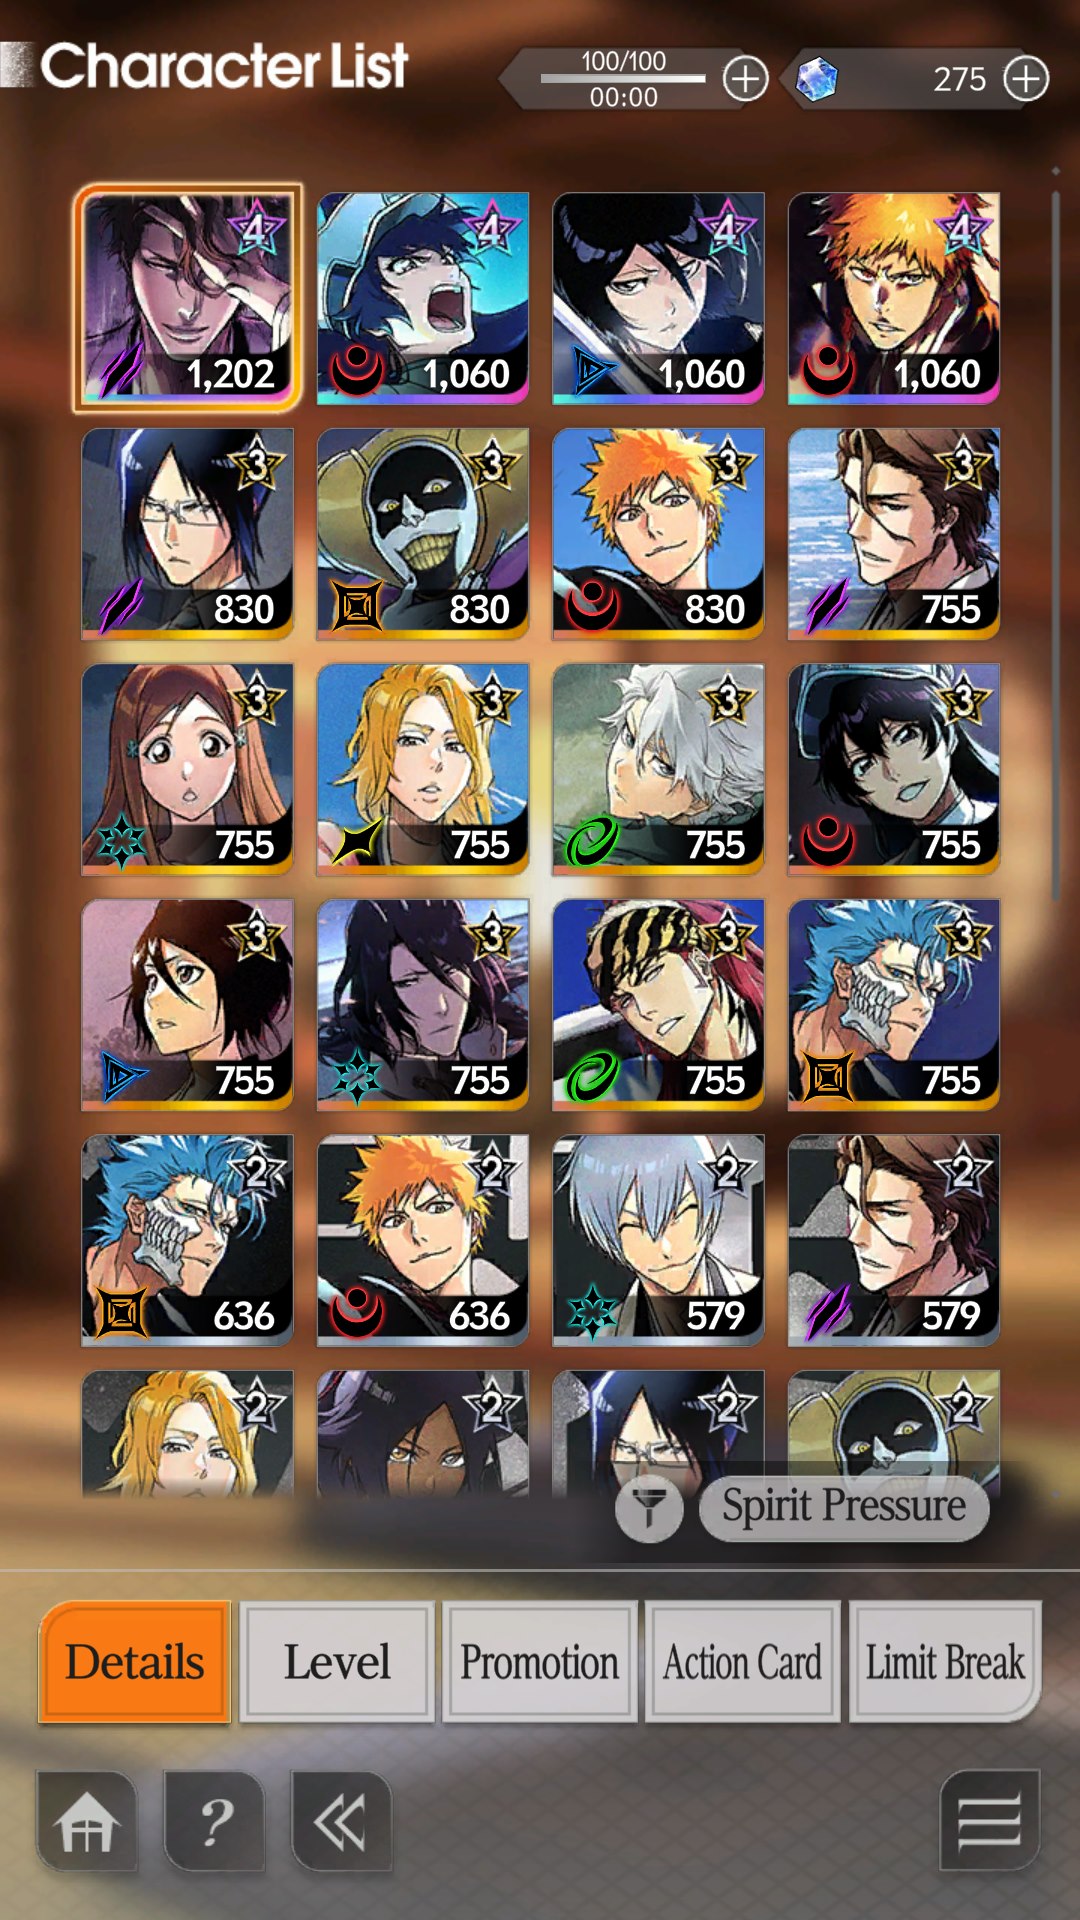 Character List
100/100
00:00
275
4 4 4 4
1,202 1,060 1,060 1,060
3 3 3 3
830 830 830 755
3 3 3 3
755 755 755 755
3 3 3 3
755 755 755 755
2 2 2 2
636 636 579 579
2 2 2 2
Spirit Pressure
Details Level Promotion Action Card Limit Break
?